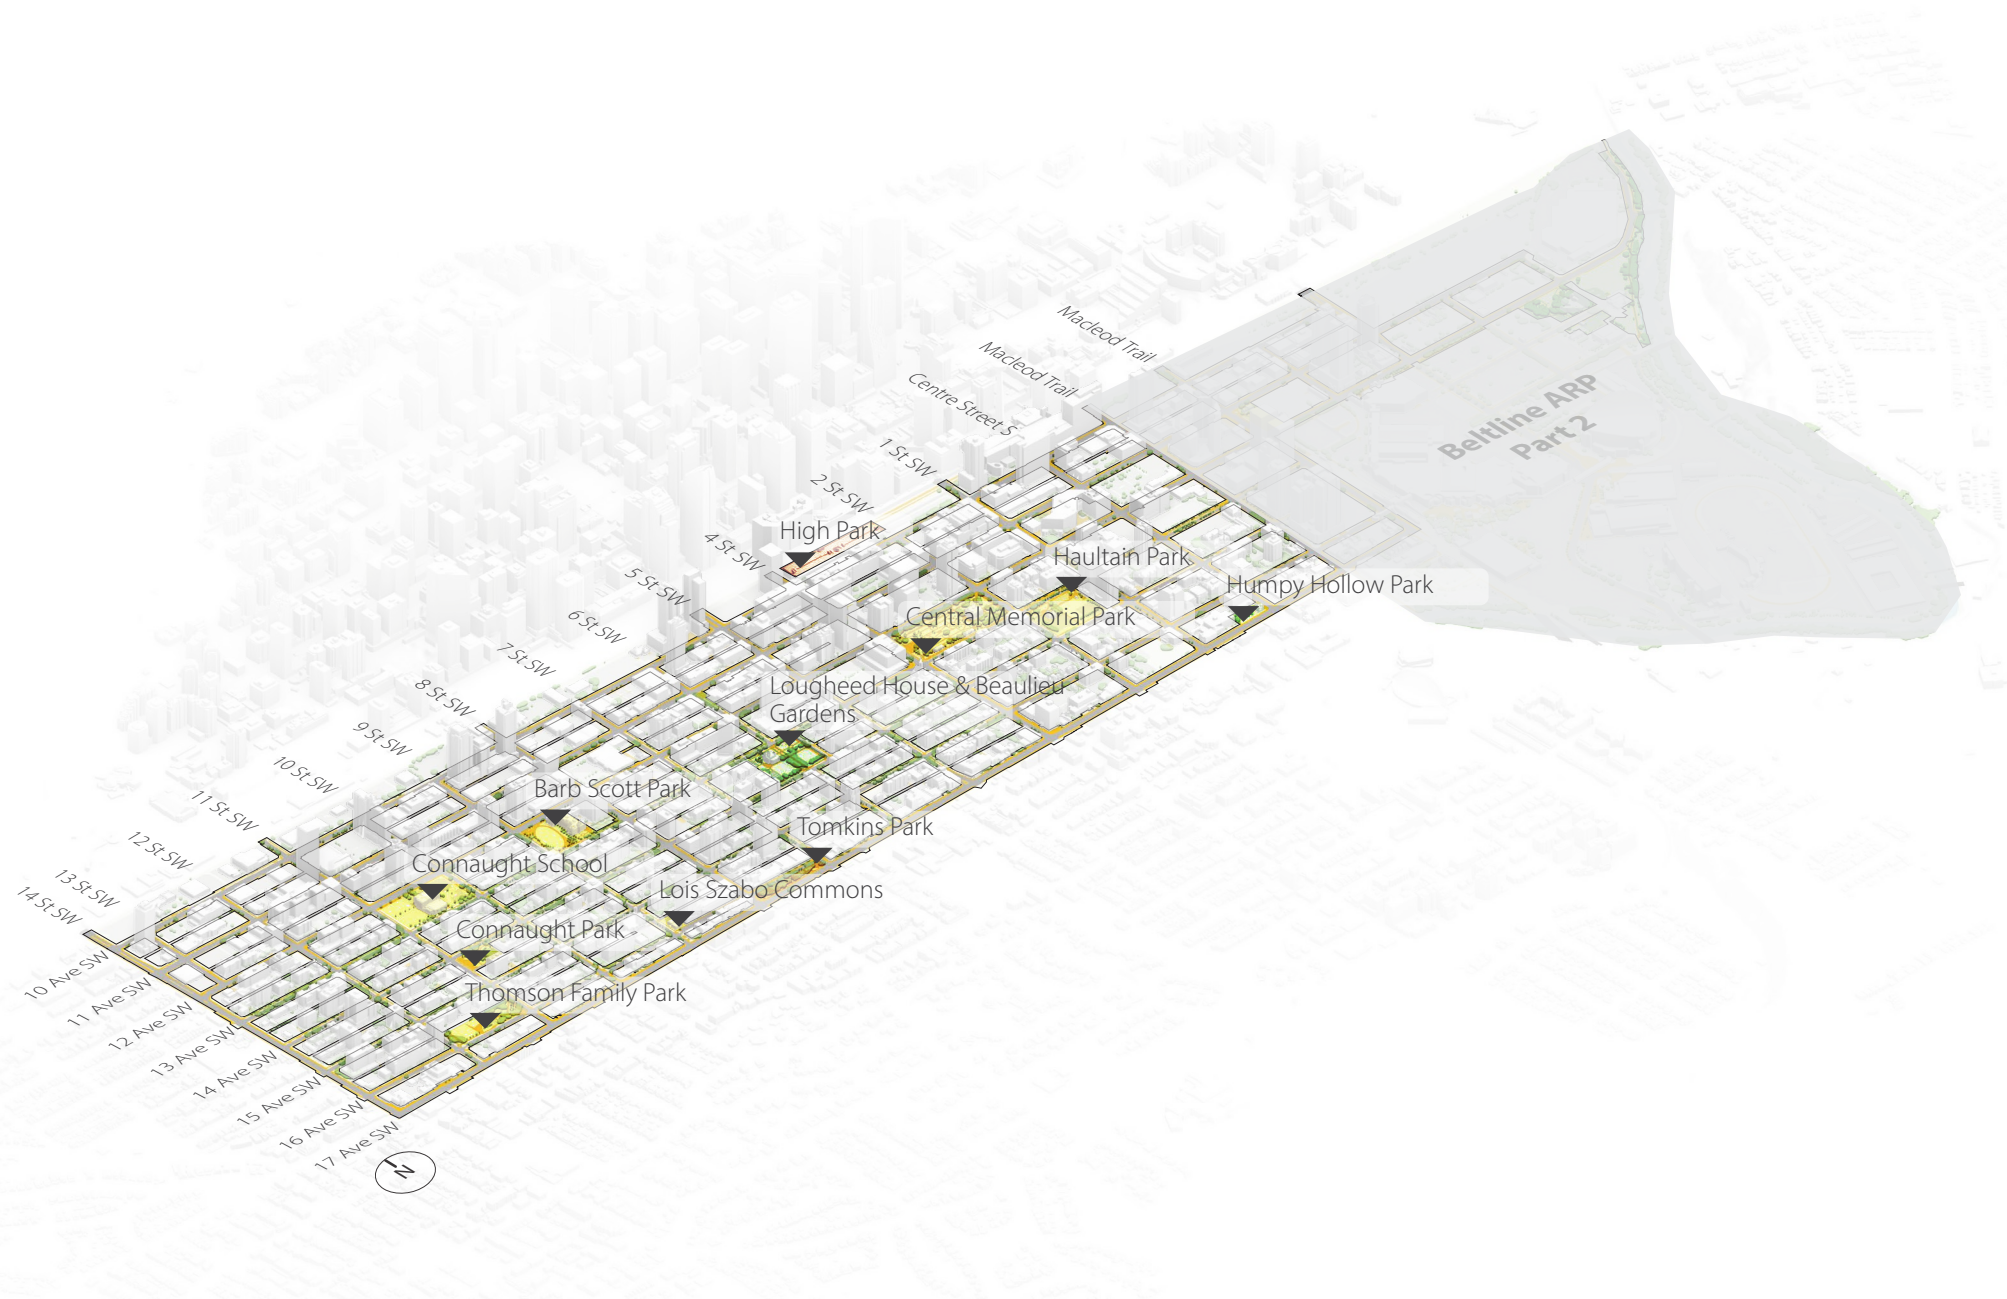 Macleod Trail
Macleod Trail
Centre Street S
1 St SW
2 St SW
4 St SW
5 St SW
6 St SW
7 St SW
8 St SW
9 St SW
10 St SW
11 St SW
12 St SW
13 St SW
14 St SW
Beltline ARP
Part 2
High Park
Haultain Park
Humpy Hollow Park
Central Memorial Park
Lougheed House & Beaulieu
Gardens
Barb Scott Park
Tomkins Park
Connaught School
Lois Szabo Commons
Connaught Park
Thomson Family Park
10 Ave SW
11 Ave SW
12 Ave SW
13 Ave SW
14 Ave SW
15 Ave SW
16 Ave SW
17 Ave SW
N